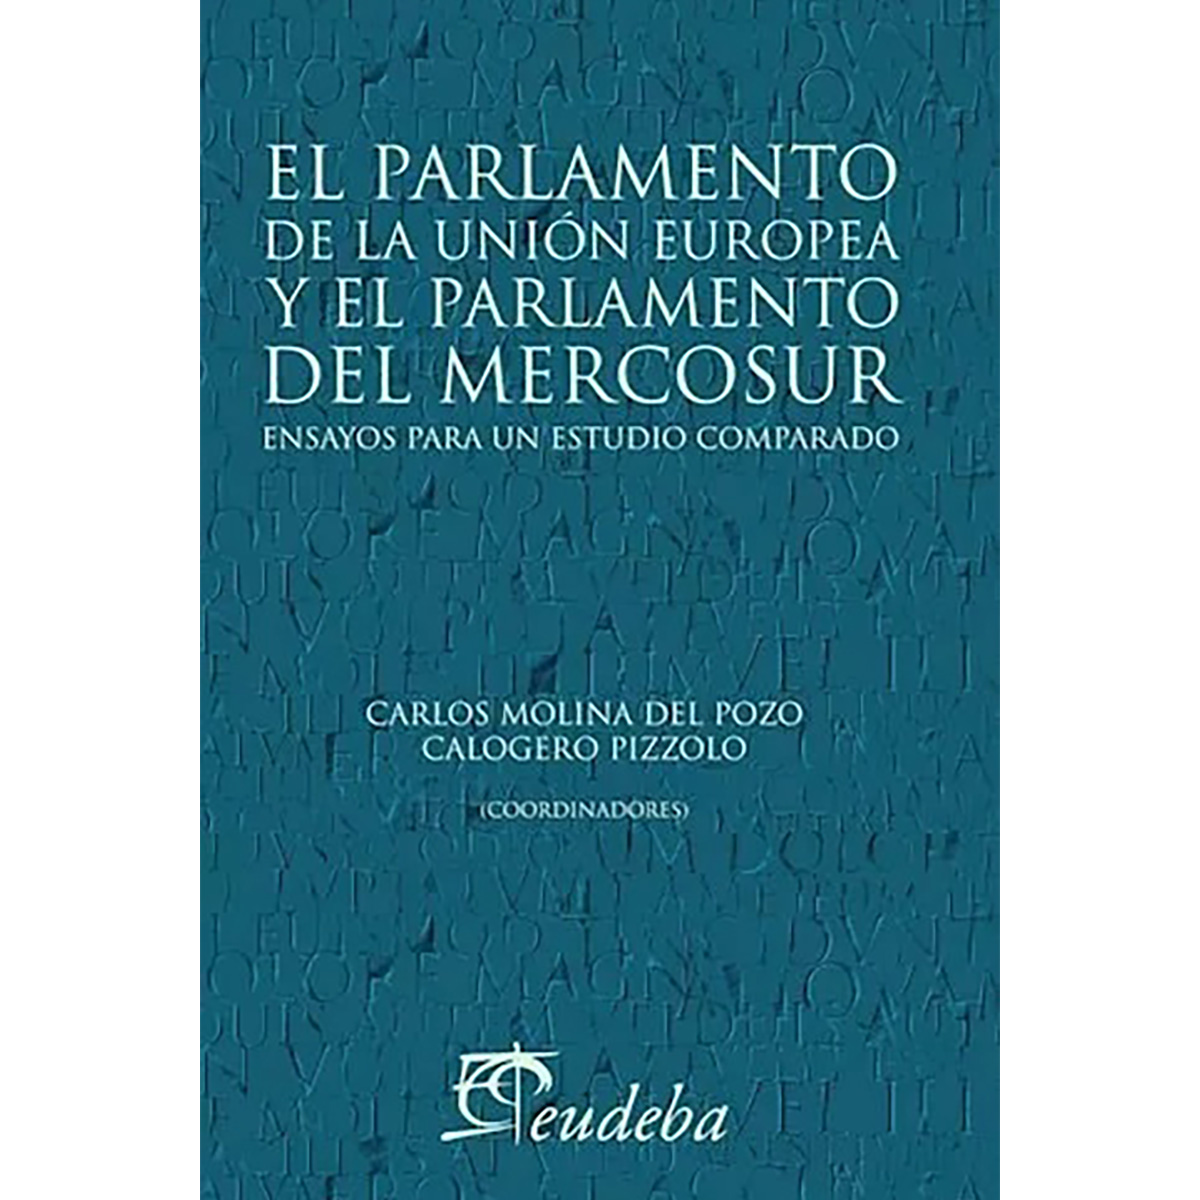 EL PARLAMENTO
DE LA UNIÓN EUROPEA
Y EL PARLAMENTO
DEL MERCOSUR
ENSAYOS PARA UN ESTUDIO COMPARADO
CARLOS MOLINA DEL POZO
CALOGERO PIZZOLO
(COORDINADORES)
eudeba